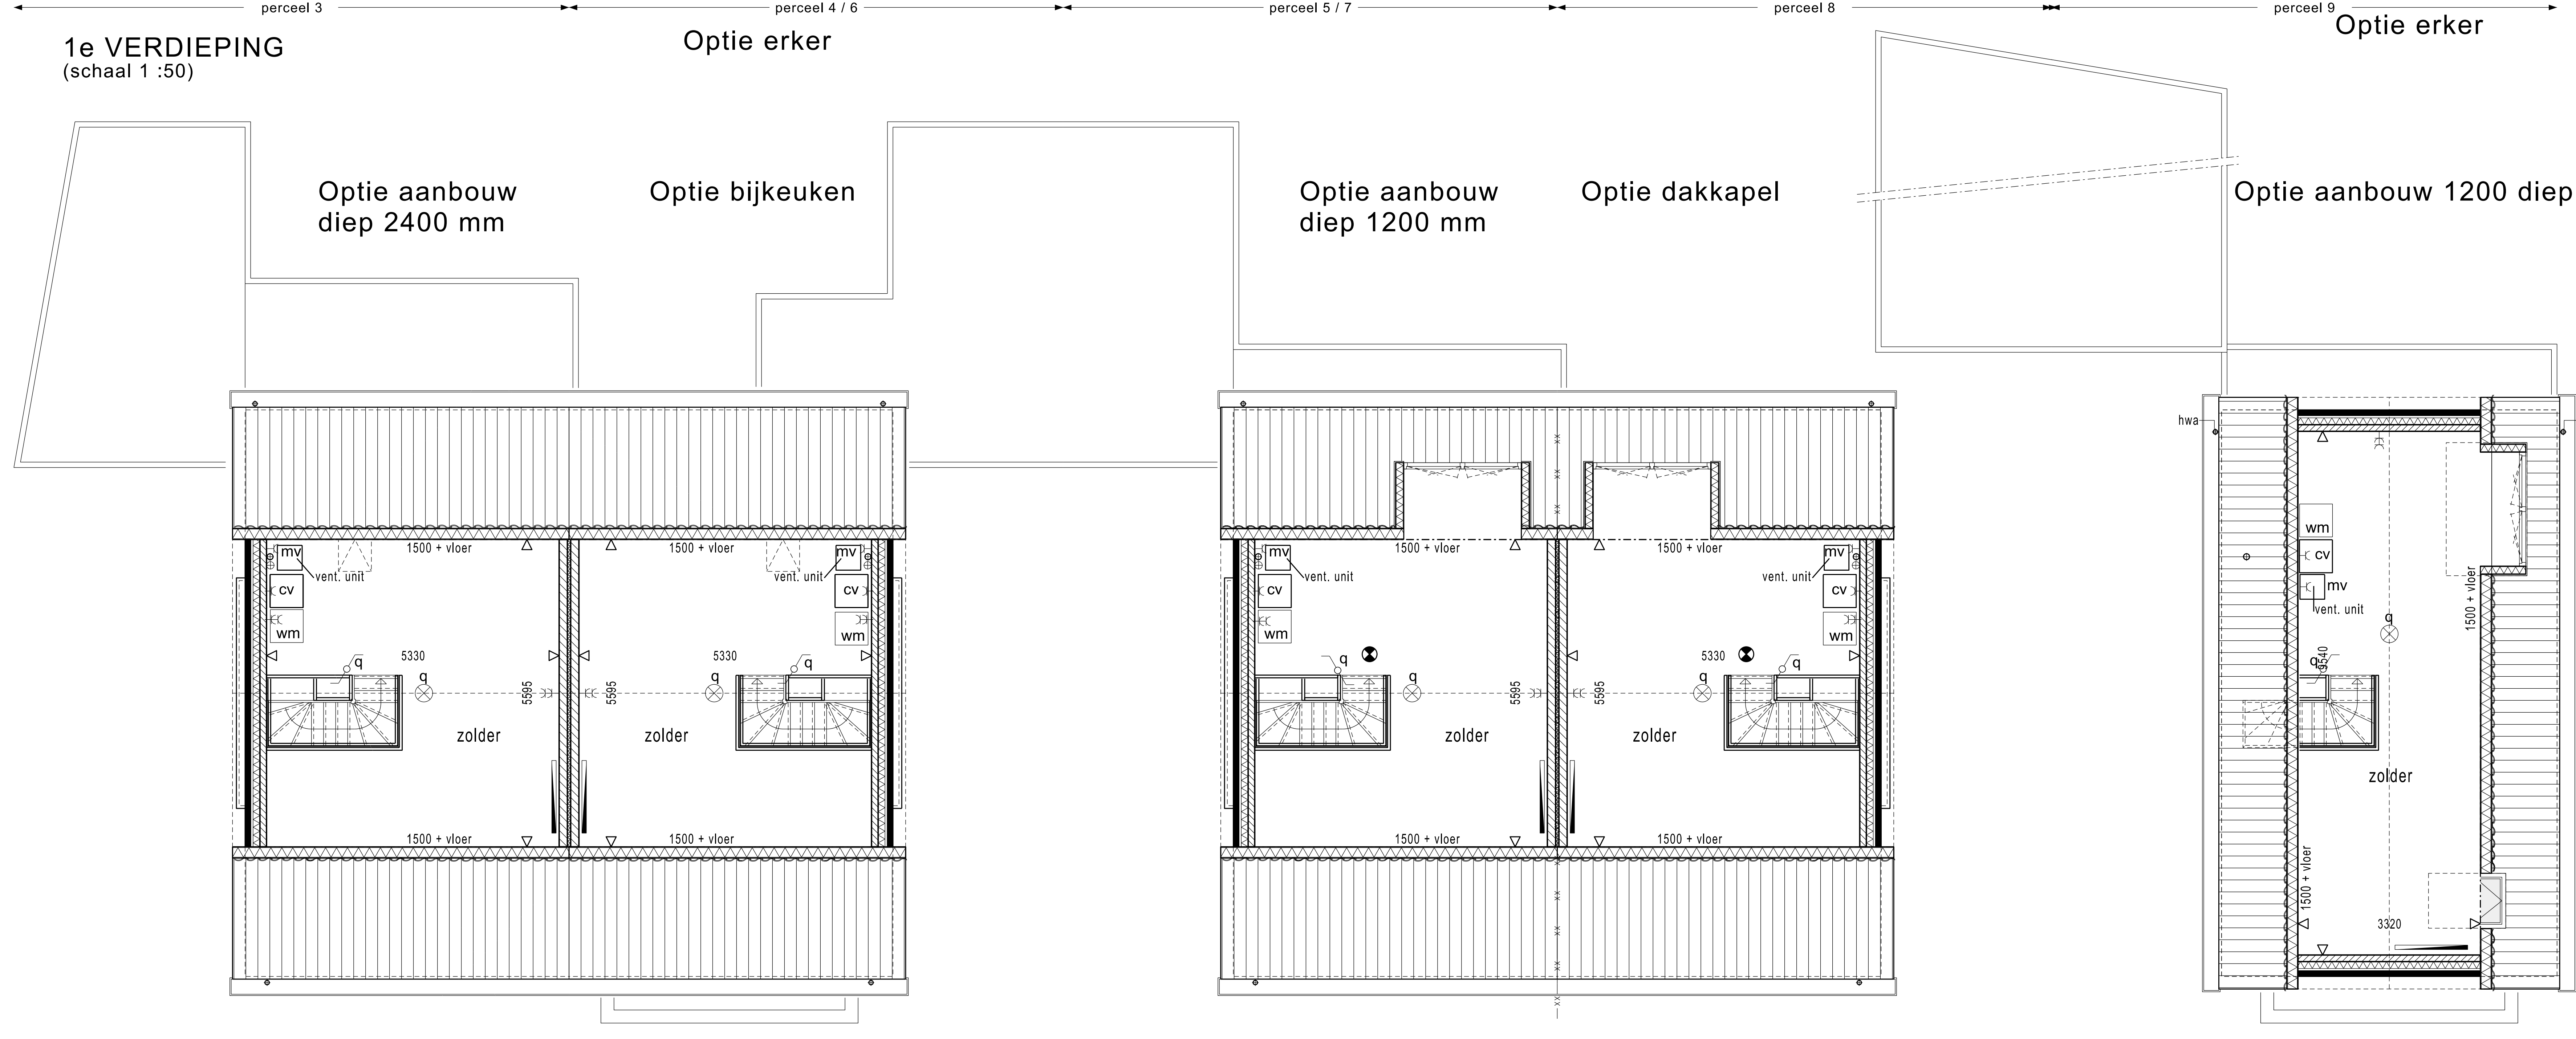 perceel 3
perceel 4 / 6
perceel 5 / 7
perceel 8
perceel 9
1e VERDIEPING
(schaal 1 :50)
Optie erker
Optie erker
Optie aanbouw
diep 2400 mm
Optie bijkeuken
Optie aanbouw
diep 1200 mm
Optie dakkapel
Optie aanbouw 1200 diep
mv
vent. unit
cv
wm
1500 + vloer
5330
q
q
5595
zolder
1500 + vloer
1500 + vloer
mv
vent. unit
cv
wm
5330
q
q
5595
zolder
1500 + vloer
mv
vent. unit
cv
wm
1500 + vloer
q
q
5595
zolder
1500 + vloer
1500 + vloer
mv
vent. unit
cv
wm
5330
q
q
5595
zolder
1500 + vloer
hwa
wm
cv
mv
vent. unit
1500 + vloer
q
q
9540
zolder
1500 + vloer
3320